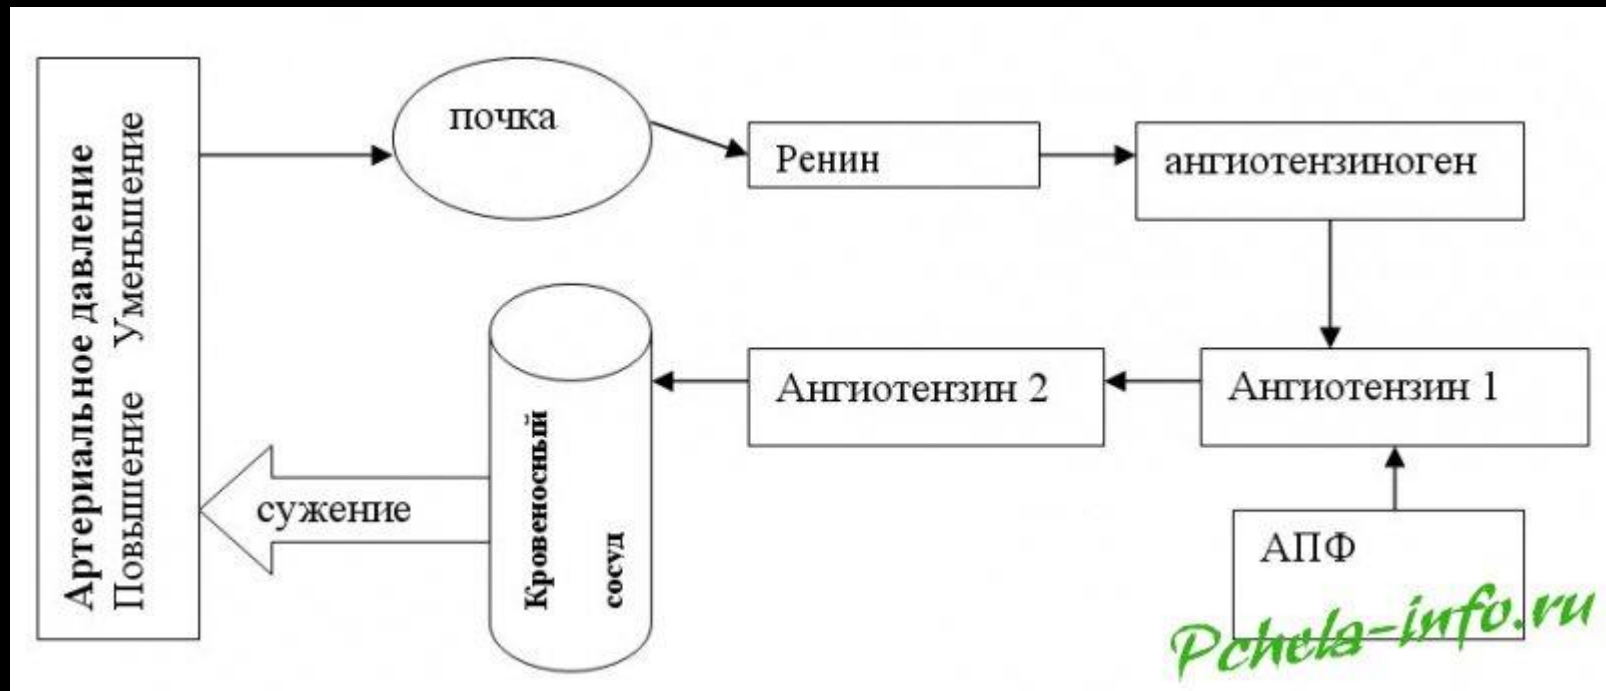 Артериальное давление
Повышение Уменьшение
почка
Ренин
ангиотензиноген
Кровеносный
сосуд
Ангиотензин 2
Ангиотензин 1
сужение
АПФ
Pchela-info.ru